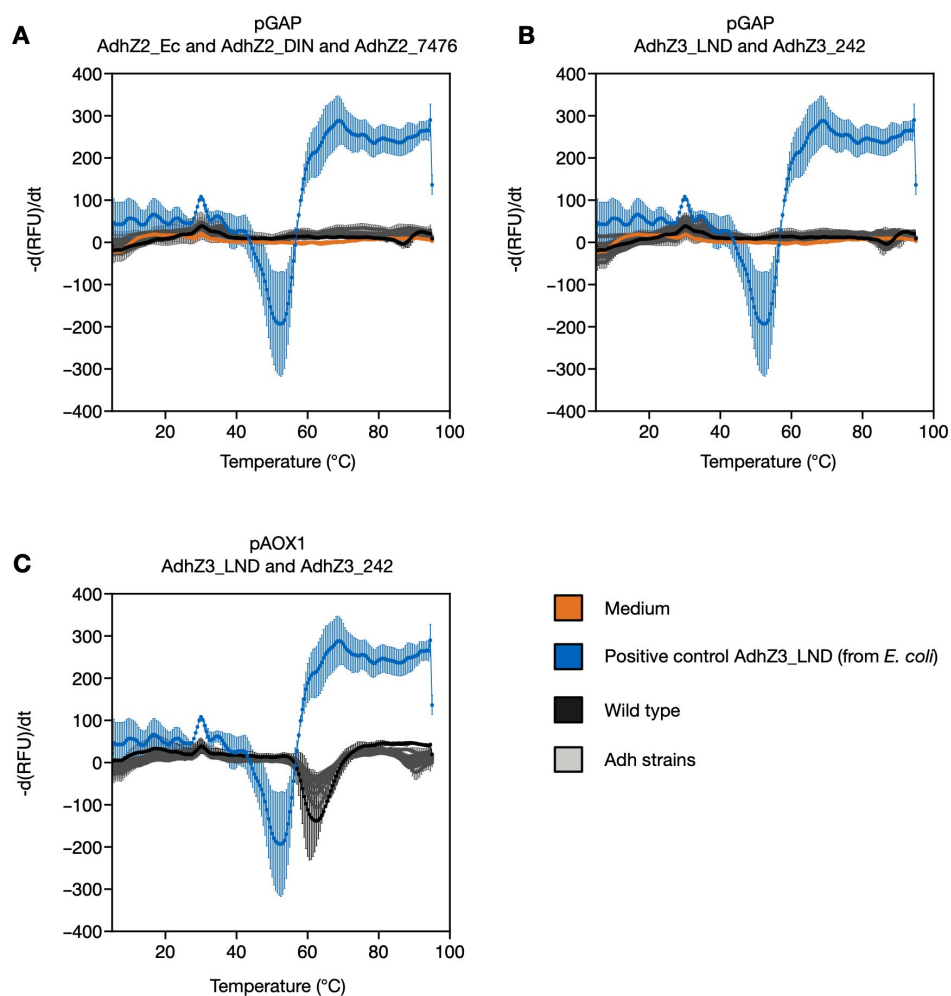 A
pGAP
AdhZ2_Ec and AdhZ2_DIN and AdhZ2_7476
400
300
200
100
0
−100
−200
−300
−400
-d(RFU)/dt
20 40 60 80 100
Temperature (°C)
B
pGAP
AdhZ3_LND and AdhZ3_242
400
300
200
100
0
−100
−200
−300
−400
-d(RFU)/dt
20 40 60 80 100
Temperature (°C)
C
pAOX1
AdhZ3_LND and AdhZ3_242
400
300
200
100
0
−100
−200
−300
−400
-d(RFU)/dt
20 40 60 80 100
Temperature (°C)
Medium
Positive control AdhZ3_LND (from E. coli)
Wild type
Adh strains